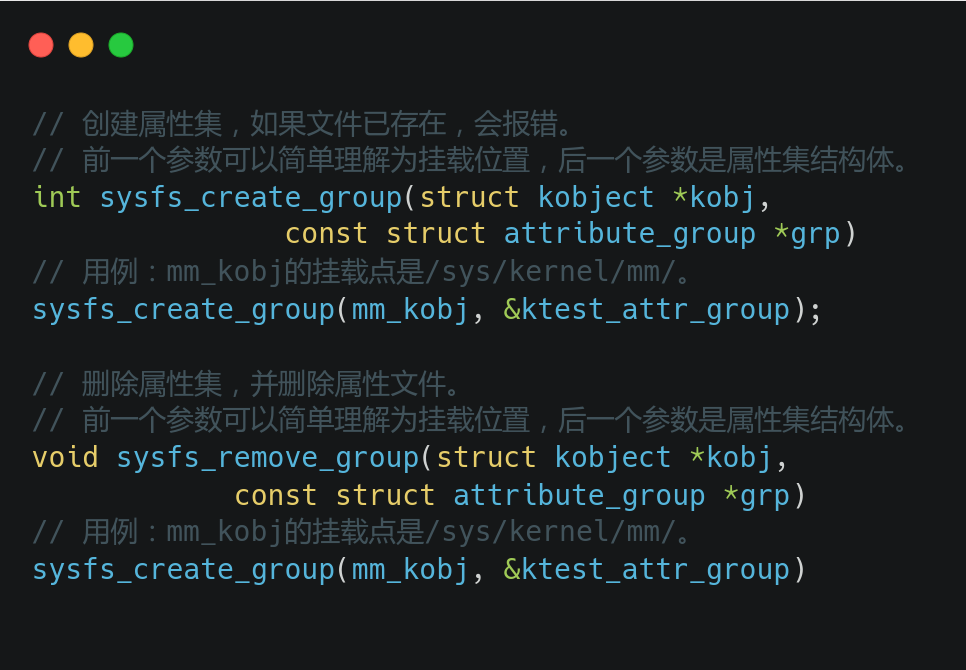 // 创建属性集，如果文件已存在，会报错。
// 前一个参数可以简单理解为挂载位置，后一个参数是属性集结构体。
int sysfs_create_group(struct kobject *kobj,
               const struct attribute_group *grp)
// 用例：mm_kobj的挂载点是/sys/kernel/mm/。
sysfs_create_group(mm_kobj, &ktest_attr_group);
// 删除属性集，并删除属性文件。
// 前一个参数可以简单理解为挂载位置，后一个参数是属性集结构体。
void sysfs_remove_group(struct kobject *kobj,
            const struct attribute_group *grp)
// 用例：mm_kobj的挂载点是/sys/kernel/mm/。
sysfs_create_group(mm_kobj, &ktest_attr_group)